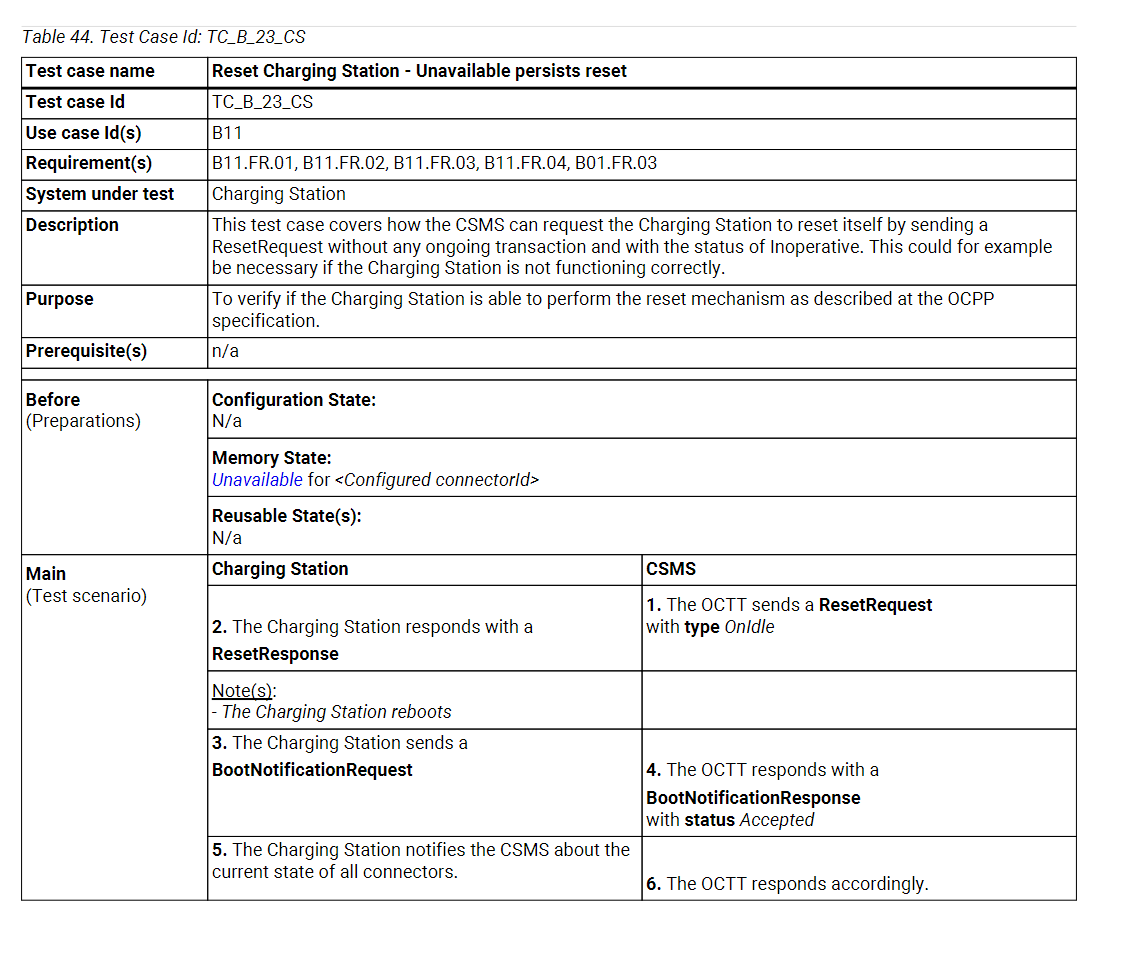 Table 44. Test Case Id: TC_B_23_CS
Test case name
Reset Charging Station - Unavailable persists reset
Test case Id
TC_B_23_CS
Use case Id(s)
B11
Requirement(s)
B11.FR.01, B11.FR.02, B11.FR.03, B11.FR.04, B01.FR.03
System under test
Charging Station
Description
This test case covers how the CSMS can request the Charging Station to reset itself by sending a
ResetRequest without any ongoing transaction and with the status of Inoperative. This could for example
be necessary if the Charging Station is not functioning correctly.
Purpose
To verify if the Charging Station is able to perform the reset mechanism as described at the OCPP
specification.
Prerequisite(s)
n/a
Before
(Preparations)
Configuration State:
N/a
Memory State:
Unavailable for <Configured connectorId>
Reusable State(s):
N/a
Main
(Test scenario)
Charging Station
CSMS
1. The OCTT sends a ResetRequest
with type OnIdle
2. The Charging Station responds with a
ResetResponse
Note(s):
- The Charging Station reboots
3. The Charging Station sends a
BootNotificationRequest
4. The OCTT responds with a
BootNotificationResponse
with status Accepted
5. The Charging Station notifies the CSMS about the
current state of all connectors.
6. The OCTT responds accordingly.